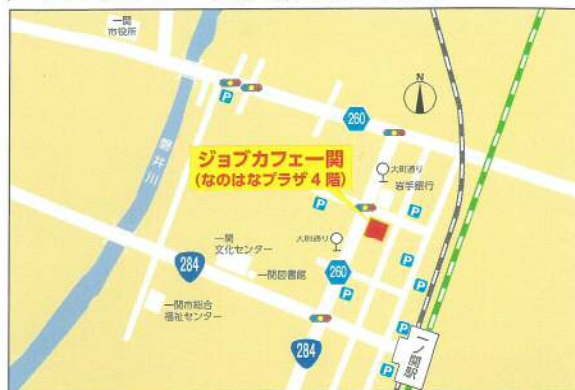 一関
市役所
P
260
N
磐井川
ジョブカフェ一関
(なのはなプラザ4階)
大町通り
岩手銀行
P
P
一関
文化センター
大町通り
284
一関図書館
260
P
P
P
一関市総合
福祉センター
284
P
P
一ノ関駅